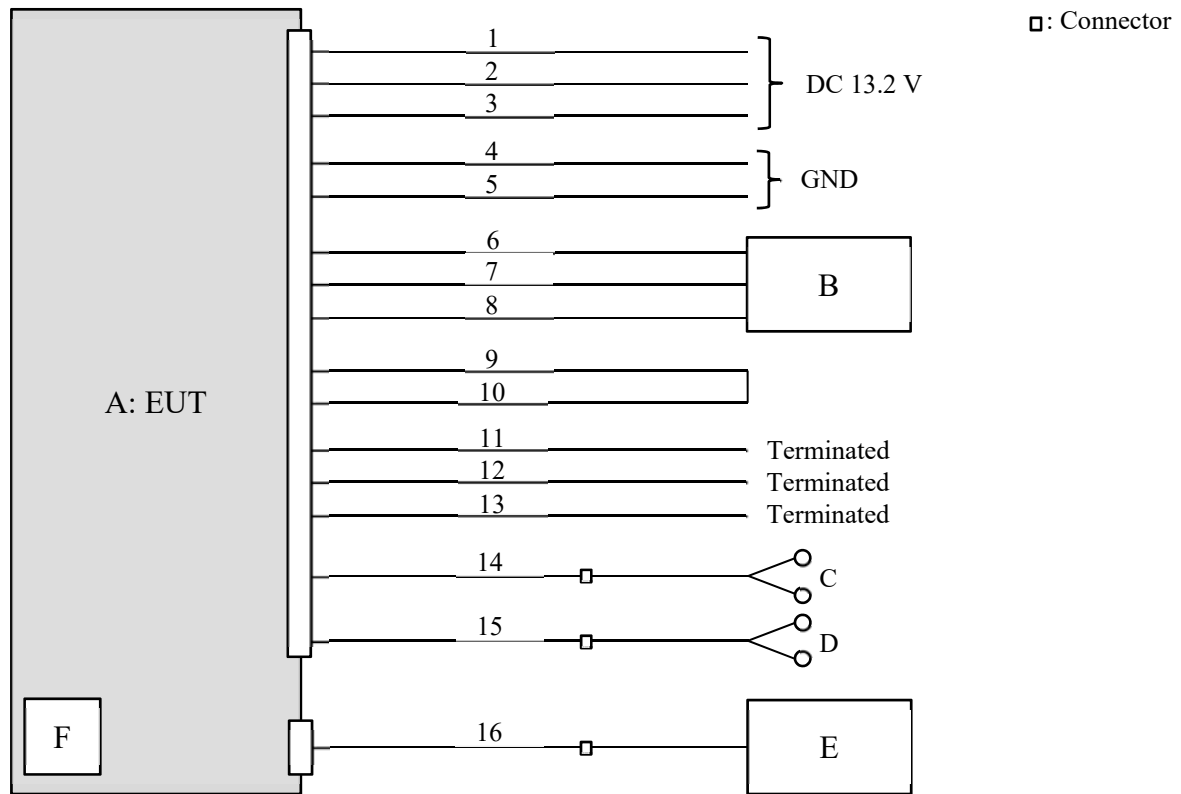 : Connector
1
2
DC 13.2 V
3
4
GND
5
6
7
B
8
9
A: EUT
10
11
Terminated
12
Terminated
13
Terminated
14
C
15
D
16
F
E